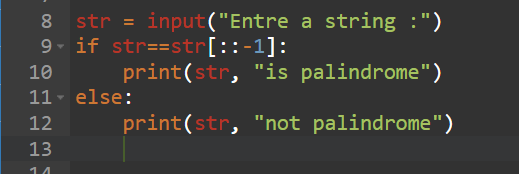 8 str = input("Entre a string :")
9 if str==str[::-1]:
10 print(str, "is palindrome")
11 else:
12 print(str, "not palindrome")
13